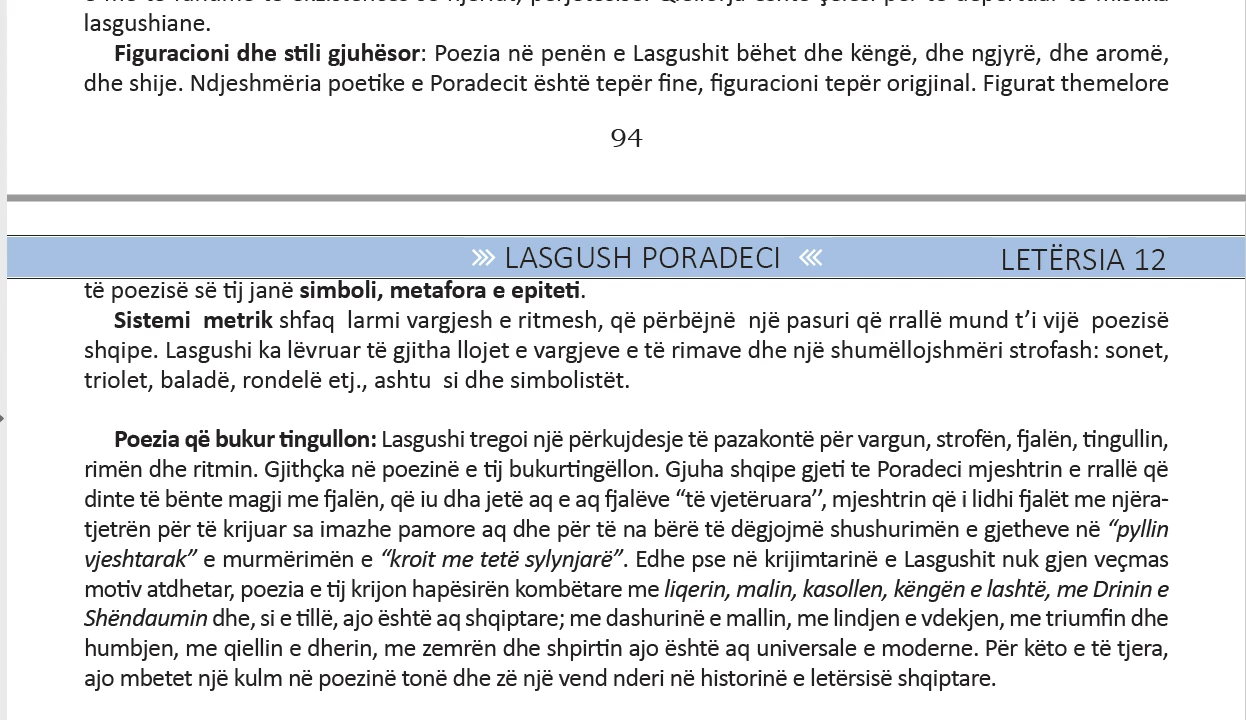 lasgushiane.
Figuracioni dhe stili gjuhësor: Poezia në penën e Lasgushit bëhet dhe këngë, dhe ngjyrë, dhe aromë,
dhe shije. Ndjeshmëria poetike e Poradecit është tepër fine, figuracioni tepër origjinal. Figurat themelore
94
LASGUSH PORADECI
LETËRSIA 12
të poezisë së tij janë simboli, metafora e epiteti.
Sistemi metrik shfaq larmi vargjesh e ritmesh, që përbëjnë një pasuri që rrallë mund t’i vijë poezisë
shqipe. Lasgushi ka lëvruar të gjitha llojet e vargjeve e të rimave dhe një shumëllojshmëri strofash: sonet,
triolet, baladë, rondelë etj., ashtu si dhe simbolistët.
Poezia që bukur tingullon: Lasgushi tregoi një përkujdesje të pazakontë për vargun, strofën, fjalën, tingullin,
rimën dhe ritmin. Gjithçka në poezinë e tij bukurtingëllon. Gjuha shqipe gjeti te Poradeci mjeshtrin e rrallë që
dinte të bënte magji me fjalën, që iu dha jetë aq e aq fjalëve “të vjetëruara’’, mjeshtrin që i lidhi fjalët me njëra-
tjetrën për të krijuar sa imazhe pamore aq dhe për të na bërë të dëgjojmë shushurimën e gjetheve në “pyllin
vjeshtarak” e murmërimën e “kroit me tetë sylynjarë”. Edhe pse në krijimtarinë e Lasgushit nuk gjen veçmas
motiv atdhetar, poezia e tij krijon hapësirën kombëtare me liqerin, malin, kasollen, këngën e lashtë, me Drinin e
Shëndaumin dhe, si e tillë, ajo është aq shqiptare; me dashurinë e mallin, me lindjen e vdekjen, me triumfin dhe
humbjen, me qiellin e dherin, me zemrën dhe shpirtin ajo është aq universale e moderne. Për këto e të tjera,
ajo mbetet një kulm në poezinë tonë dhe zë një vend nderi në historinë e letërsisë shqiptare.